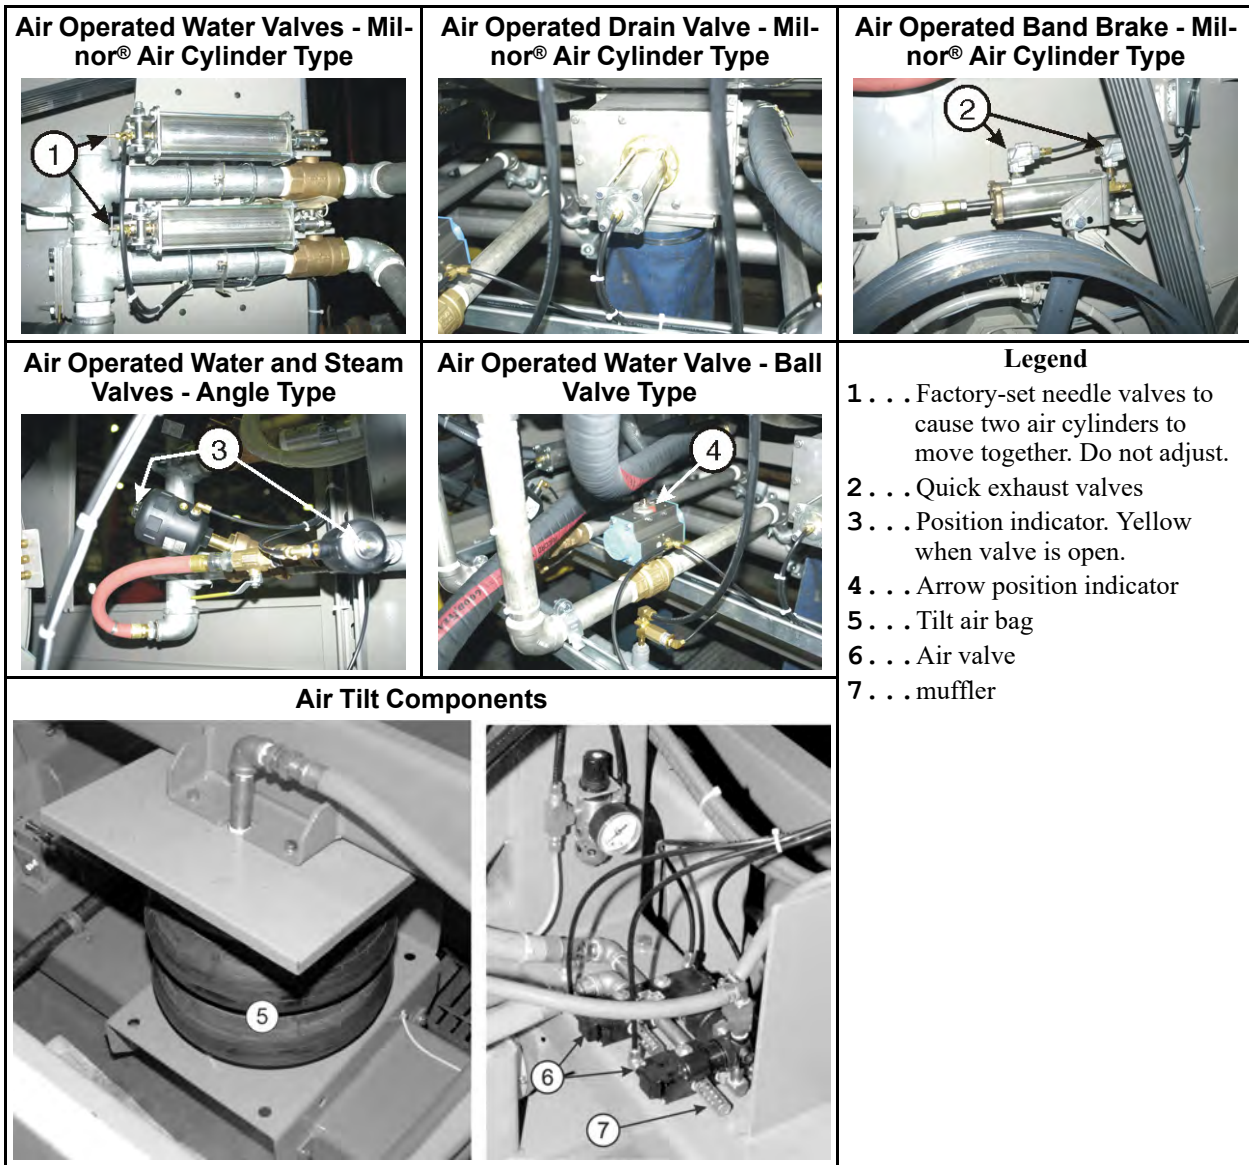 Air Operated Water Valves - Mil-
nor® Air Cylinder Type
Air Operated Drain Valve - Mil-
nor® Air Cylinder Type
Air Operated Band Brake - Mil-
nor® Air Cylinder Type
1
2
Air Operated Water and Steam
Valves - Angle Type
Air Operated Water Valve - Ball
Valve Type
3
4
Legend
1 . . . Factory-set needle valves to
cause two air cylinders to
move together. Do not adjust.
2 . . . Quick exhaust valves
3 . . . Position indicator. Yellow
when valve is open.
4 . . . Arrow position indicator
5 . . . Tilt air bag
6 . . . Air valve
7 . . . muffler
Air Tilt Components
5
6
7